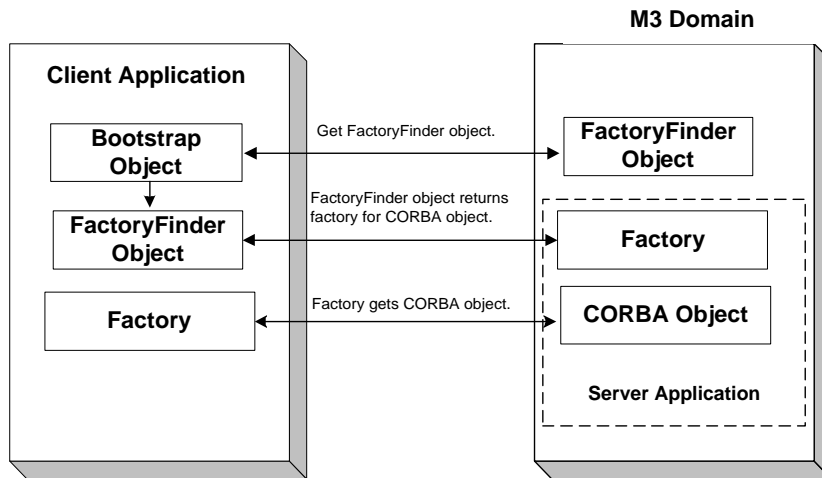 M3 Domain
Client Application
Bootstrap
Object
Get FactoryFinder object.
FactoryFinder
Object
FactoryFinder
Object
FactoryFinder object returns
factory for CORBA object.
Factory
Factory
Factory gets CORBA object.
CORBA Object
Server Application